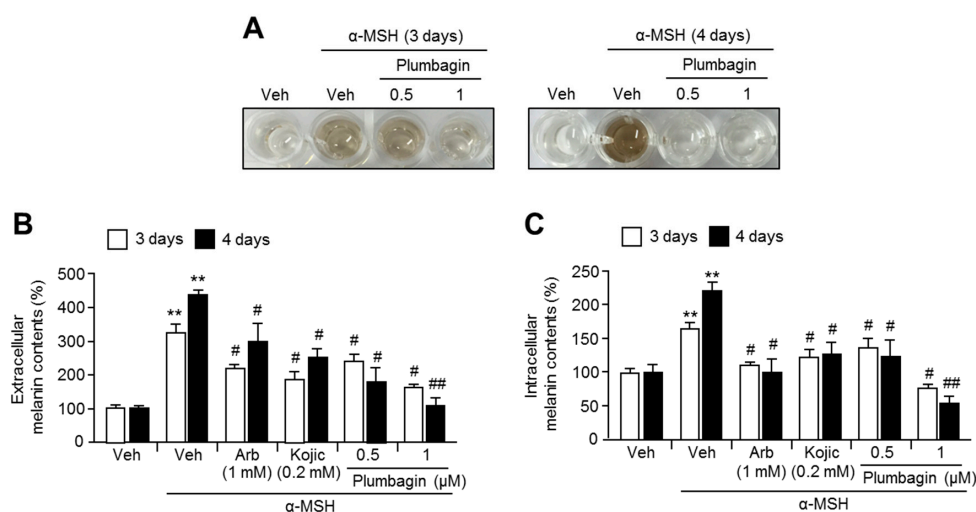 A
α-MSH (3 days)
Plumbagin
Veh Veh 0.5 1
α-MSH (4 days)
Plumbagin
Veh Veh 0.5 1
B
3 days 4 days
Extracellular
melanin contents (%)
500
400
300
200
100
0
** ** # # # # # # # ##
Veh Veh Arb Kojic 0.5 1
(1 mM) (0.2 mM) Plumbagin (µM)
α-MSH
C
3 days 4 days
Intracellular
melanin contents (%)
250
200
150
100
50
0
** ** # # # # # # # ##
Veh Veh Arb Kojic 0.5 1
(1 mM) (0.2 mM) Plumbagin (µM)
α-MSH